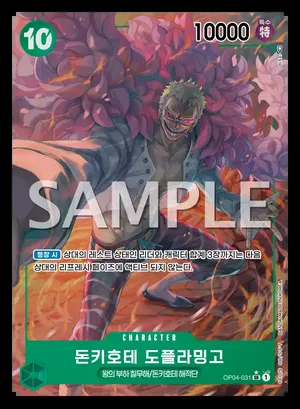 10
10000
특수
特
SAMPLE
등장 시 상대의 레스트 상태인 리더와 캐릭터 합계 3장까지는 다음
상대의 리프레시 페이즈에 액티브 되지 않는다.
CHARACTER
돈키호테 도플라밍고
왕의 부하 칠무해/돈키호테 해적단
OP04-031 SR 1